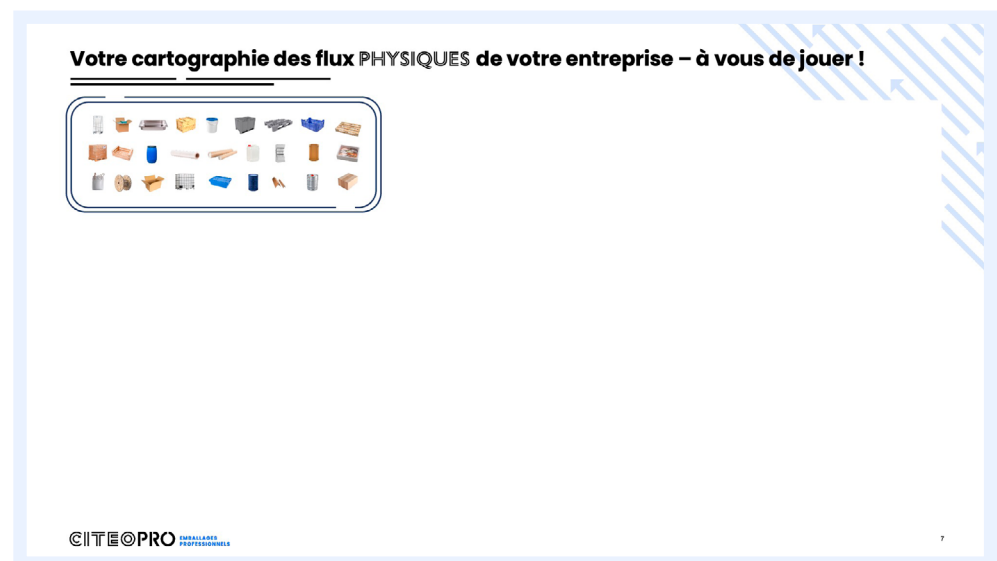 Votre cartographie des flux PHYSIQUES de votre entreprise – à vous de jouer !
CITEOPRO EMBALLAGES
PROFESSIONNELS
7